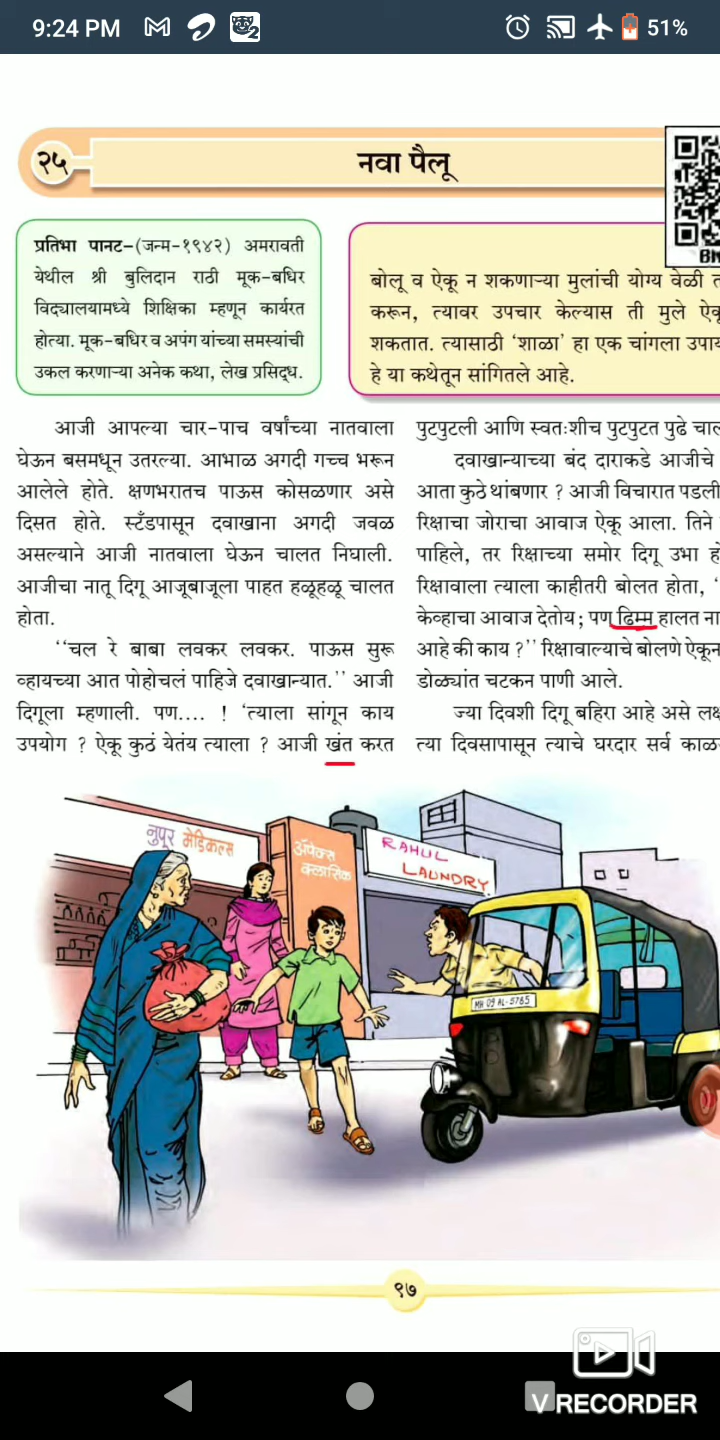 9:24 PM
51%
२५
नवा पैलू
प्रतिभा पानट–(जन्म-१९४२) अमरावती
येथील श्री बुलिदान राठी मूक-बधिर
विद्यालयामध्ये शिक्षिका म्हणून कार्यरत
होत्या. मूक-बधिर व अपंग यांच्या समस्यांची
उकल करणाऱ्या अनेक कथा, लेख प्रसिद्ध.
बोलू व ऐकू न शकणाऱ्या मुलांची योग्य वेळी
करून, त्यावर उपचार केल्यास ती मुले
शकतात. त्यासाठी ‘शाळा’ हा एक चांगला
हे या कथेतून सांगितले आहे.
आजी आपल्या चार-पाच वर्षांच्या नातवाला
घेऊन बसमधून उतरल्या. आभाळ अगदी गच्च भरून
आलेले होते. क्षणभरातच पाऊस कोसळणार असे
दिसत होते. स्टँडपासून दवाखाना अगदी जवळ
असल्याने आजी नातवाला घेऊन चालत निघाली.
आजीचा नातू दिगू आजूबाजूला पाहत हळूहळू चालत
होता.
‘‘चल रे बाबा लवकर लवकर. पाऊस सुरू
व्हायच्या आत पोहोचलं पाहिजे दवाखान्यात.’’ आजी
दिगूला म्हणाली. पण.... ! ‘त्याला सांगून काय
उपयोग ? ऐकू कुठं येतंय त्याला ? आजी खंत करत
पुटपुटली आणि स्वतःशीच पुटपुटत पुढे
दवाखान्याच्या बंद दाराकडे आजीचे
आता कुठे थांबणार ? आजी विचारात पडली
रिक्षाचा जोराचा आवाज ऐकू आला. तिने
पाहिले, तर रिक्षाच्या समोर दिगू उभा
रिक्षावाला त्याला काहीतरी बोलत होता, ‘
केव्हाचा आवाज देतोय; पण ढिम्म हालत ना
आहे की काय ?’’ रिक्षावाल्याचे बोलणे ऐकून
डोळ्यांत चटकन पाणी आले.
ज्या दिवशी दिगू बहिरा आहे असे
त्या दिवसापासून त्याचे घरदार सर्व
नुपूर मेडिकल्स
ॲपेक्स
क्लासिक
RAHUL
LAUNDRY
MH 09 AL-5785
९७
V RECORDER